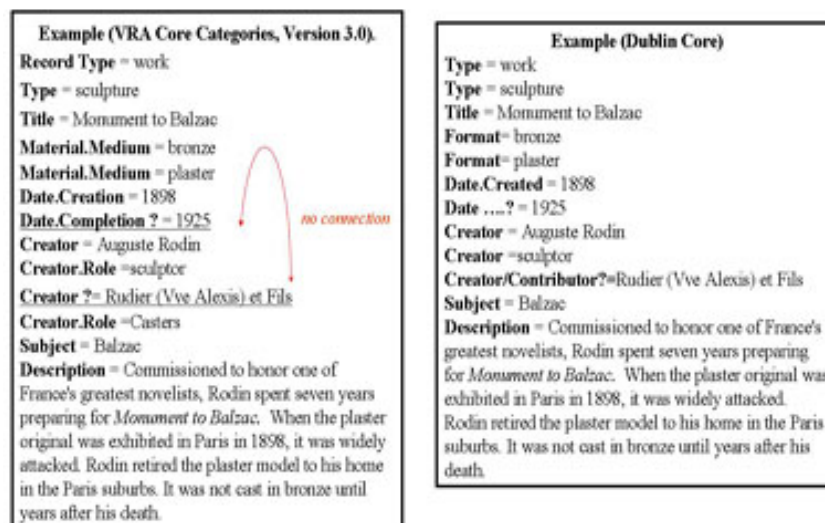 Example (VRA Core Categories, Version 3.0).
Record Type = work
Type = sculpture
Title = Monument to Balzac
Material.Medium = bronze
Material.Medium = plaster
Date.Creation = 1898
Date.Completion ? = 1925
no connection
Creator = Auguste Rodin
Creator.Role =sculptor
Creator ?= Rudier (Vve Alexis) et Fils
Creator.Role =Casters
Subject = Balzac
Description = Commissioned to honor one of
France's greatest novelists, Rodin spent seven years
preparing for Monument to Balzac. When the plaster
original was exhibited in Paris in 1898, it was widely
attacked. Rodin retired the plaster model to his home
in the Paris suburbs. It was not cast in bronze until
years after his death.
Example (Dublin Core)
Type = work
Type = sculpture
Title = Monument to Balzac
Format= bronze
Format= plaster
Date.Created = 1898
Date ....? = 1925
Creator = Auguste Rodin
Creator =sculptor
Creator/Contributor?=Rudier (Vve Alexis) et Fils
Subject = Balzac
Description = Commissioned to honor one of France's
greatest novelists, Rodin spent seven years preparing
for Monument to Balzac. When the plaster original was
exhibited in Paris in 1898, it was widely attacked.
Rodin retired the plaster model to his home in the Paris
suburbs. It was not cast in bronze until years after his
death.